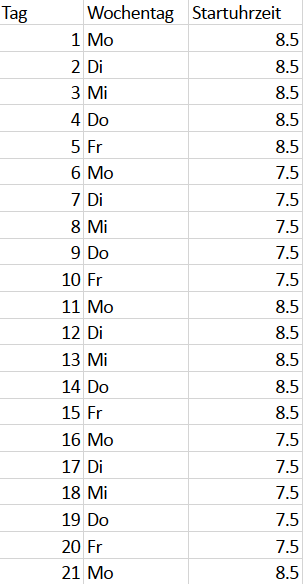 Tag Wochentag Startuhrzeit
1 Mo 8.5
2 Di 8.5
3 Mi 8.5
4 Do 8.5
5 Fr 8.5
6 Mo 7.5
7 Di 7.5
8 Mi 7.5
9 Do 7.5
10 Fr 7.5
11 Mo 8.5
12 Di 8.5
13 Mi 8.5
14 Do 8.5
15 Fr 8.5
16 Mo 7.5
17 Di 7.5
18 Mi 7.5
19 Do 7.5
20 Fr 7.5
21 Mo 8.5